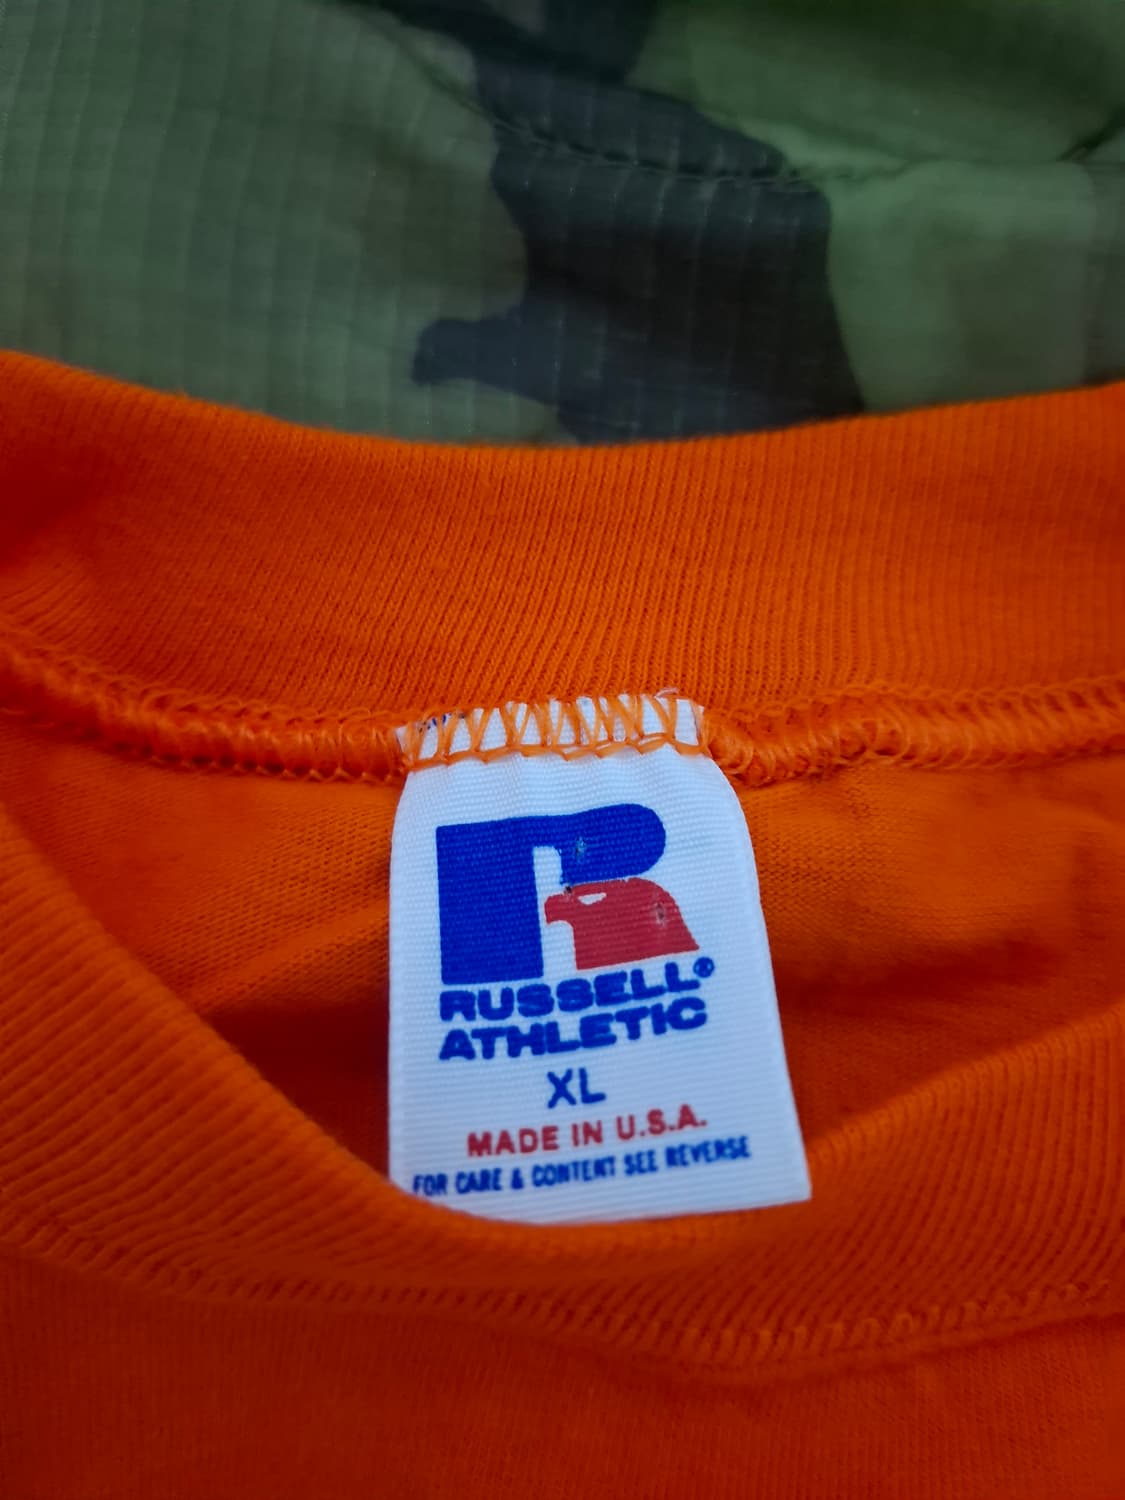 R
RUSSELL®
ATHLETIC
XL
MADE IN U.S.A.
FOR CARE & CONTENT SEE REVERSE